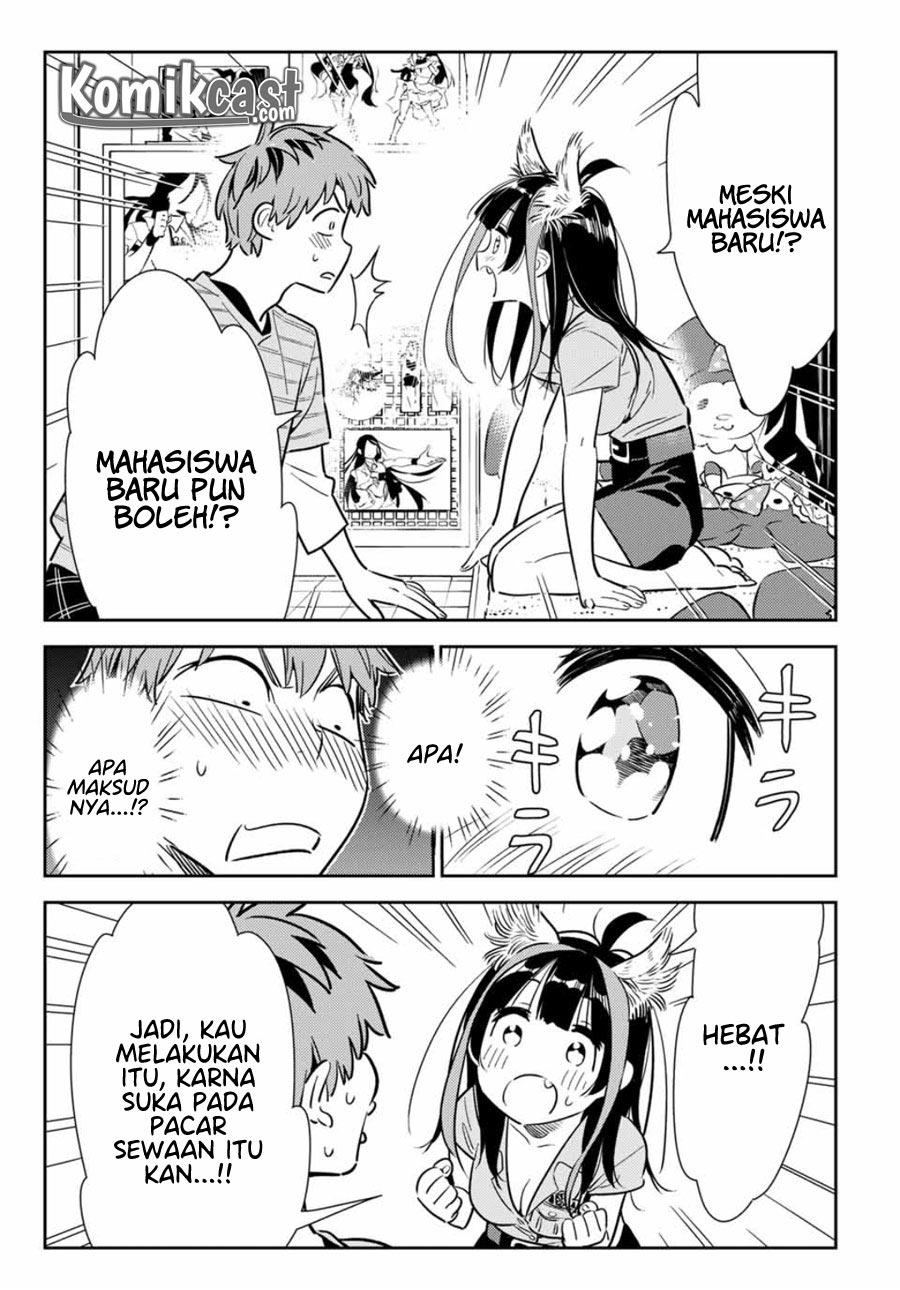 Komikcast
.com
MESKI
MAHASISWA
BARU!?
MAHASISWA
BARU PUN
BOLEH!?
キラ
キラ
APA!
APA
MAKSUD
NYA...!?
HEBAT
...!!
JADI, KAU
MELAKUKAN
ITU, KARNA
SUKA PADA
PACAR
SEWAAN ITU
KAN...!!